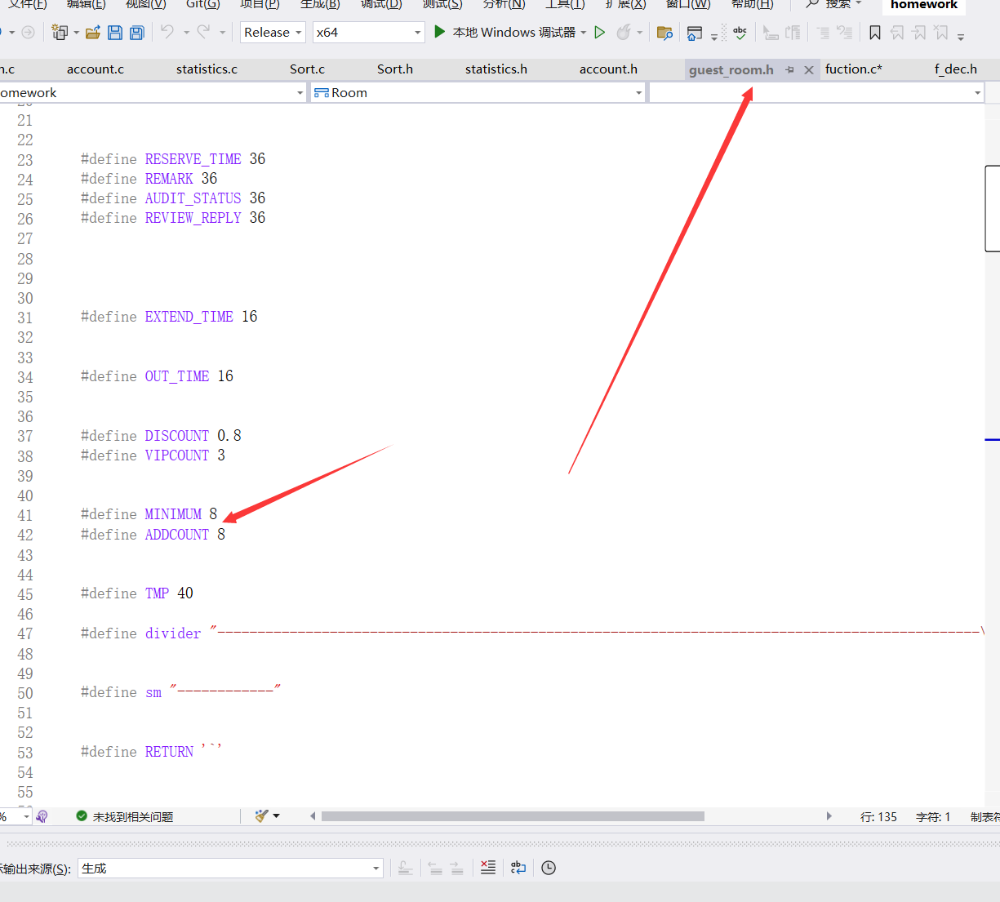 文件(F) 编辑(E) 视图(V) Git(G) 项目(P) 生成(B) 调试(D) 测试(S) 分析(N) 工具(T) 扩展(X) 窗口(W) 帮助(H) 搜索 homework
Release x64 本地 Windows 调试器
n.c account.c statistics.c Sort.c Sort.h statistics.h account.h guest_room.h fuction.c* f_dec.h
omework Room
21
22
23 #define RESERVE_TIME 36
24 #define REMARK 36
25 #define AUDIT_STATUS 36
26 #define REVIEW_REPLY 36
27
28
29
30
31 #define EXTEND_TIME 16
32
33
34 #define OUT_TIME 16
35
36
37 #define DISCOUNT 0.8
38 #define VIPCOUNT 3
39
40
41 #define MINIMUM 8
42 #define ADDCOUNT 8
43
44
45 #define TMP 40
46
47 #define divider "-----------------------------------------------------------------------------------------------\
48
49
50 #define sm "------------"
51
52
53 #define RETURN '`'
54
55
% 未找到相关问题 行: 135 字符: 1 制表符
示输出来源(S): 生成